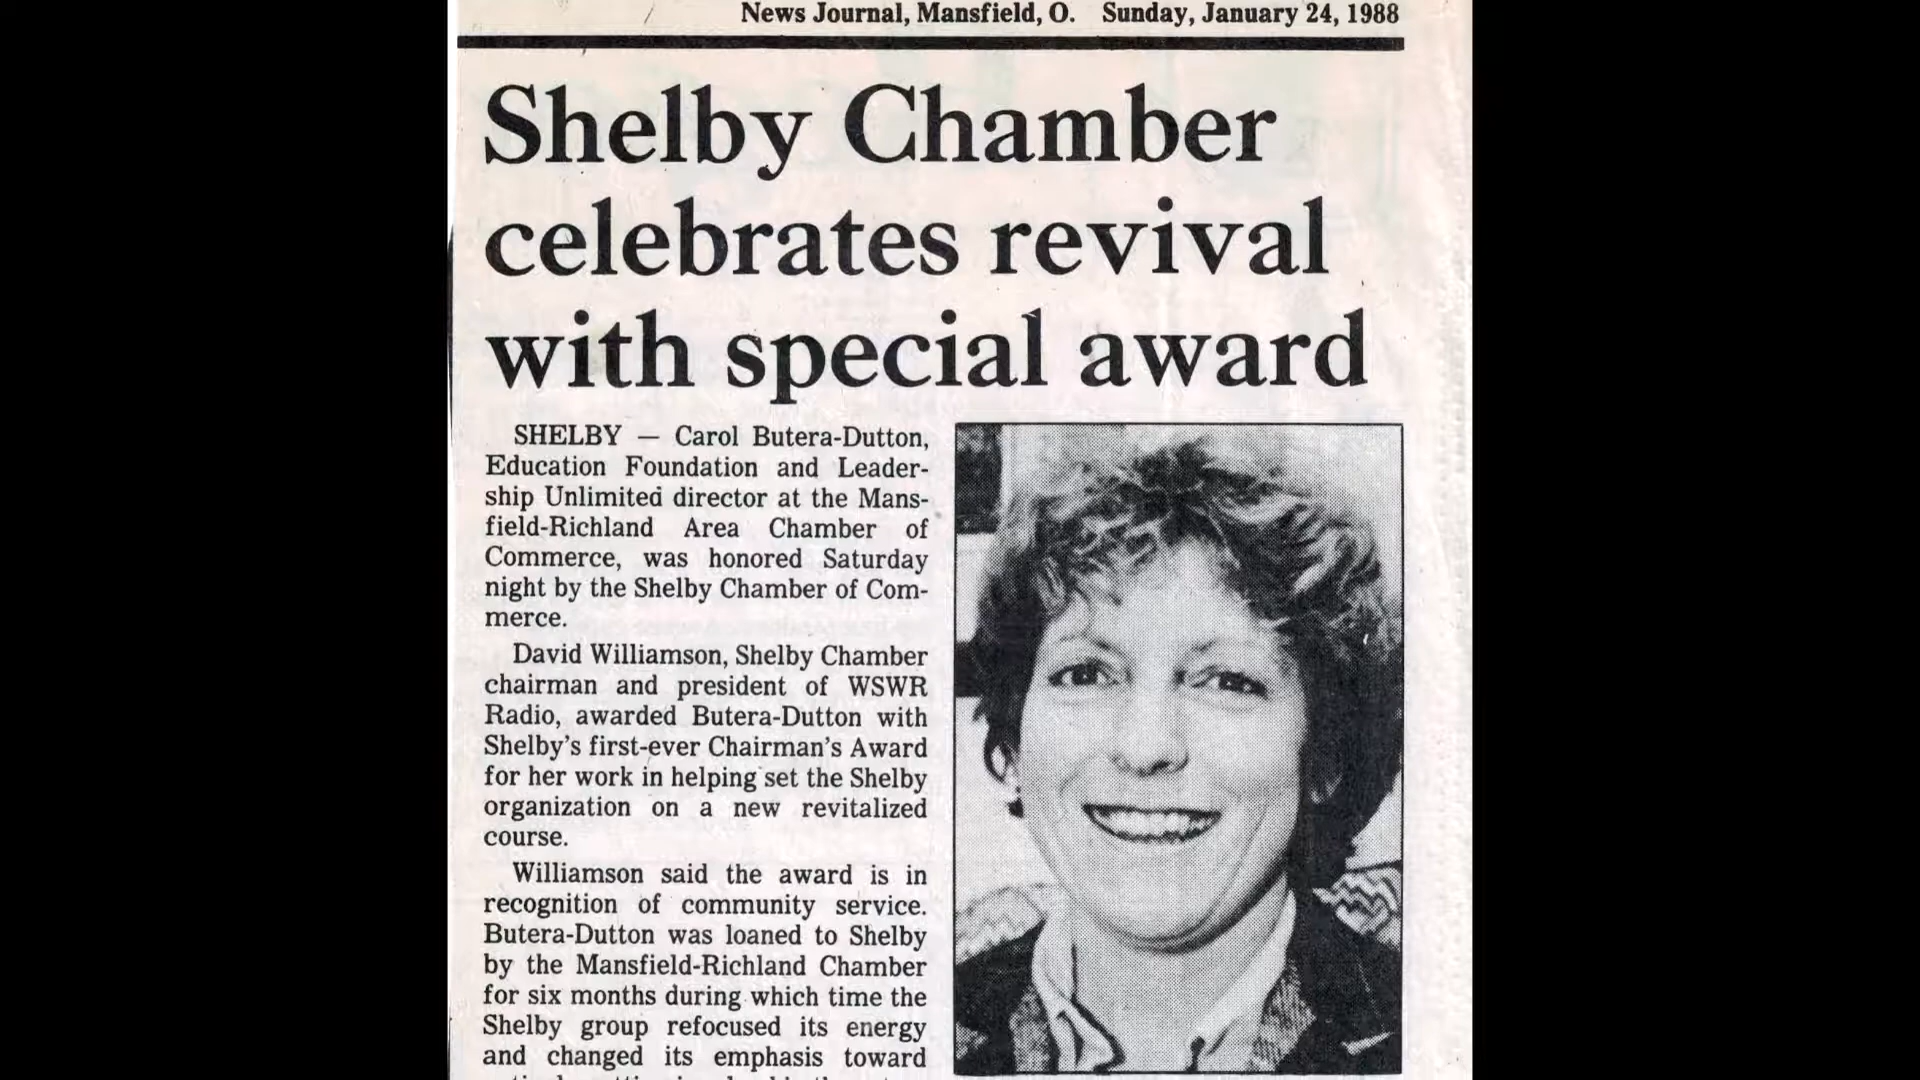 News Journal, Mansfield, O. Sunday, January 24, 1988
Shelby Chamber
celebrates revival
with special award
SHELBY — Carol Butera-Dutton,
Education Foundation and Leader-
ship Unlimited director at the Mans-
field-Richland Area Chamber of
Commerce, was honored Saturday
night by the Shelby Chamber of Com-
merce.
David Williamson, Shelby Chamber
chairman and president of WSWR
Radio, awarded Butera-Dutton with
Shelby's first-ever Chairman's Award
for her work in helping set the Shelby
organization on a new revitalized
course.
Williamson said the award is in
recognition of community service.
Butera-Dutton was loaned to Shelby
by the Mansfield-Richland Chamber
for six months during which time the
Shelby group refocused its energy
and changed its emphasis toward